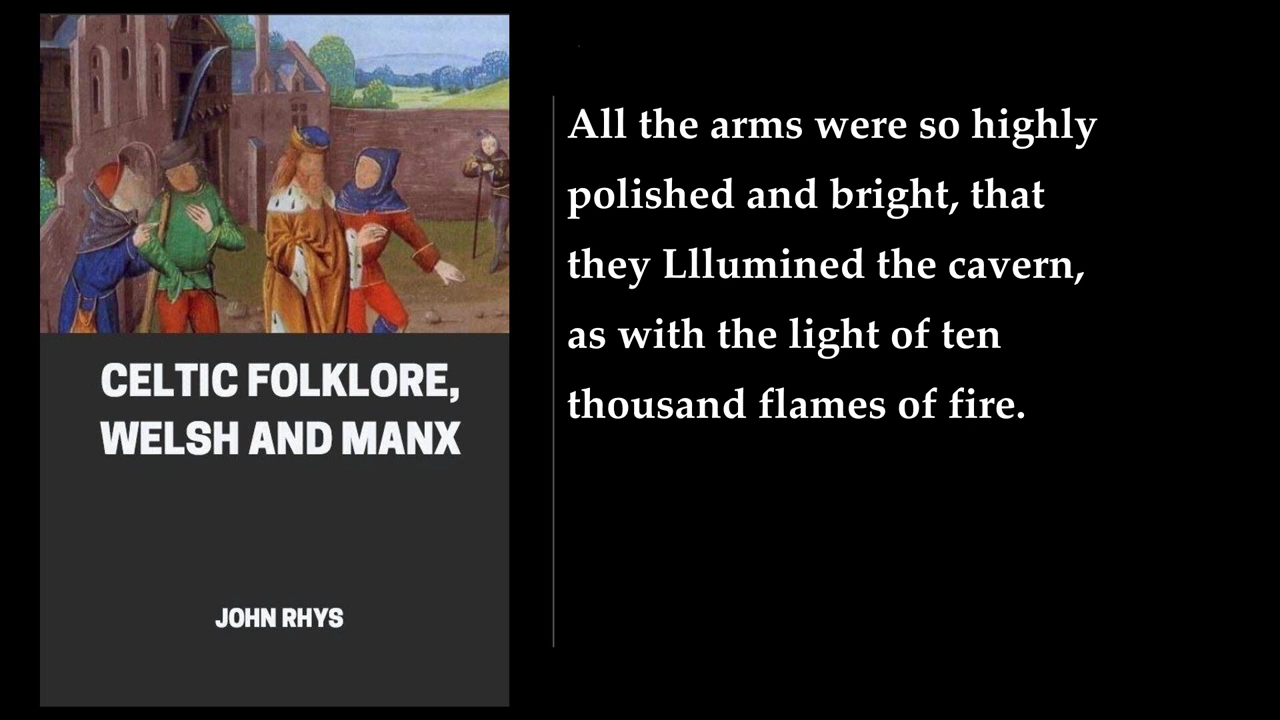 CELTIC FOLKLORE,
WELSH AND MANX
JOHN RHYS
All the arms were so highly
polished and bright, that
they Lllumined the cavern,
as with the light of ten
thousand flames of fire.